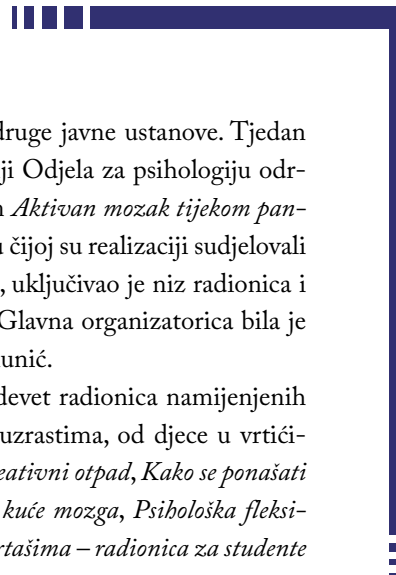 druge javne ustanove. Tjedan
ji Odjela za psihologiju odr-
Aktivan mozak tijekom pan-
u čijoj su realizaciji sudjelovali
, uključivao je niz radionica i
Glavna organizatorica bila je
unić.
devet radionica namijenjenih
uzrastima, od djece u vrtići-
eativni otpad, Kako se ponašati
kuće mozga, Psihološka fleksi-
rtašima – radionica za studente